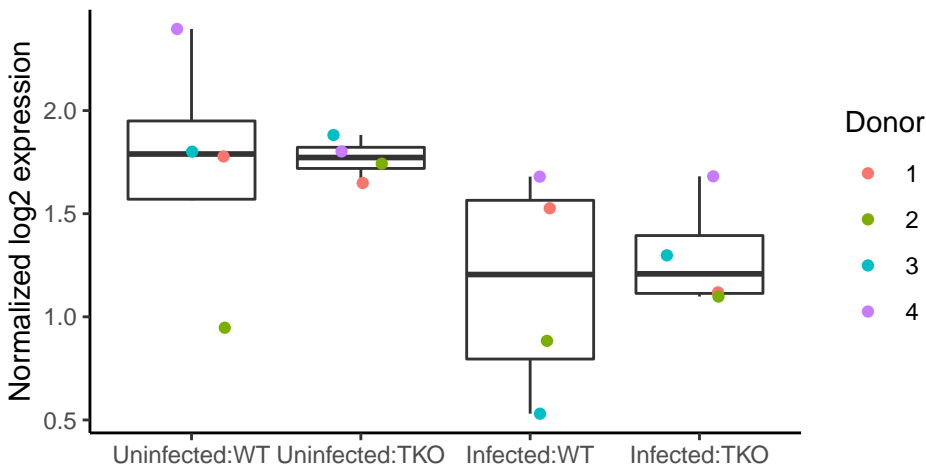 Normalized log2 expression
2.0
1.5
1.0
0.5
Uninfected:WT
Uninfected:TKO
Infected:WT
Infected:TKO
Donor
1
2
3
4